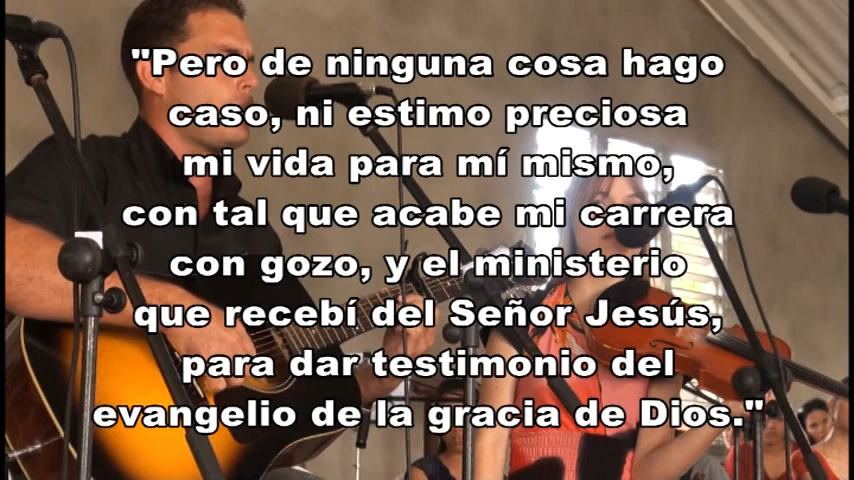 "Pero de ninguna cosa hago
caso, ni estimo preciosa
mi vida para mí mismo,
con tal que acabe mi carrera
con gozo, y el ministerio
que recebí del Señor Jesús,
para dar testimonio del
evangelio de la gracia de Dios."